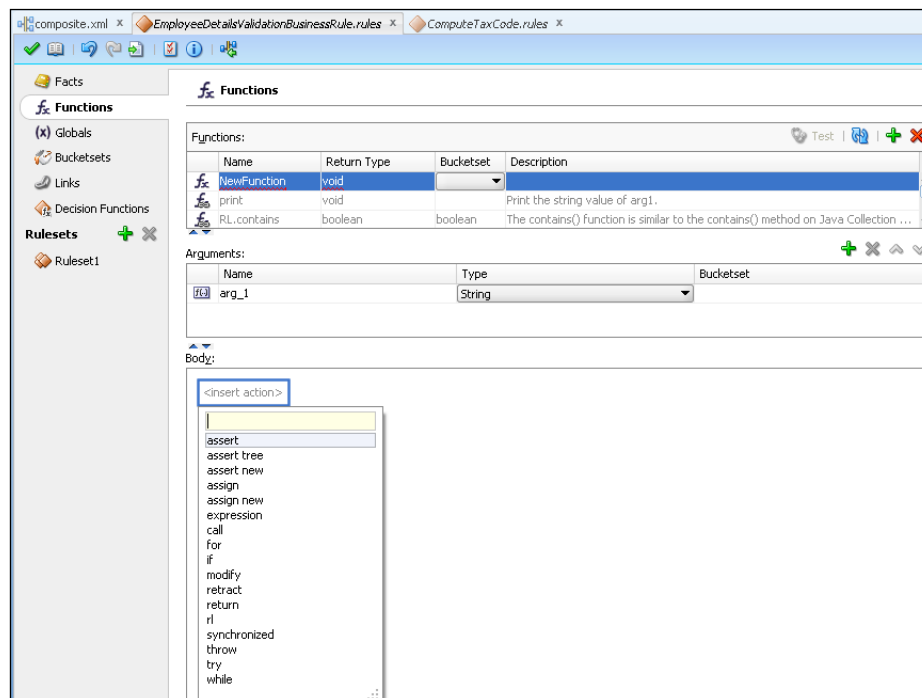 composite.xml x EmployeeDetailsValidationBusinessRule.rules x ComputeTaxCode.rules x
Facts
Functions
(x) Globals
Bucketsets
Links
Decision Functions
Rulesets
Ruleset1
fx Functions
Functions:
Test
Name Return Type Bucketset Description
NewFunction void
print void Print the string value of arg1.
RL.contains boolean boolean The contains() function is similar to the contains() method on Java Collection ...
Arguments:
Name Type Bucketset
arg_1 String
Body:
<insert action>
assert
assert tree
assert new
assign
assign new
expression
call
for
if
modify
retract
return
rl
synchronized
throw
try
while